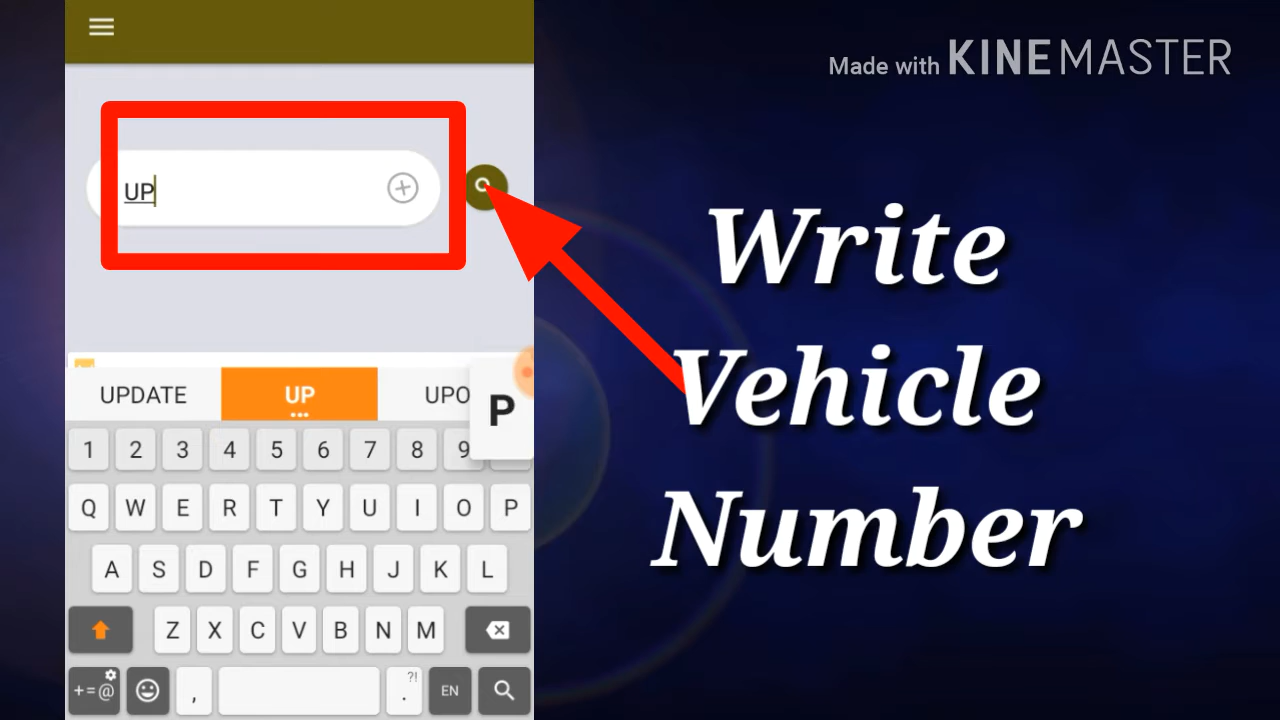 Made with KINEMASTER
UP
Write
Vehicle
Number
UPDATE UP UPO
P
1 2 3 4 5 6 7 8 9
Q W E R T Y U I O P
A S D F G H J K L
Z X C V B N M
+=@ , ?! . EN